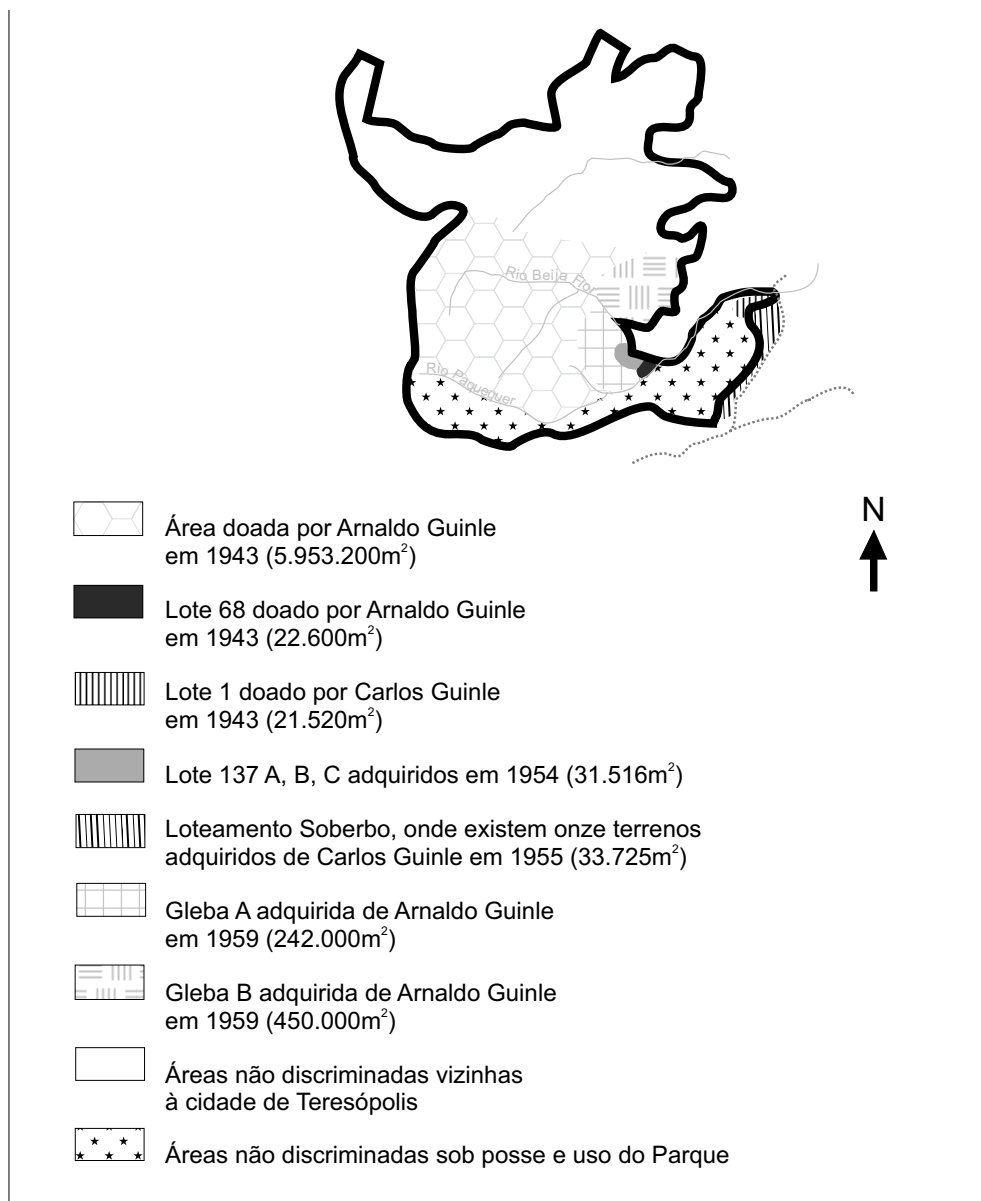 Rio Beija Flor
Rio Paquequer
N
Área doada por Arnaldo Guinle
em 1943 (5.953.200m²)
Lote 68 doado por Arnaldo Guinle
em 1943 (22.600m²)
Lote 1 doado por Carlos Guinle
em 1943 (21.520m²)
Lote 137 A, B, C adquiridos em 1954 (31.516m²)
Loteamento Soberbo, onde existem onze terrenos
adquiridos de Carlos Guinle em 1955 (33.725m²)
Gleba A adquirida de Arnaldo Guinle
em 1959 (242.000m²)
Gleba B adquirida de Arnaldo Guinle
em 1959 (450.000m²)
Áreas não discriminadas vizinhas
à cidade de Teresópolis
Áreas não discriminadas sob posse e uso do Parque